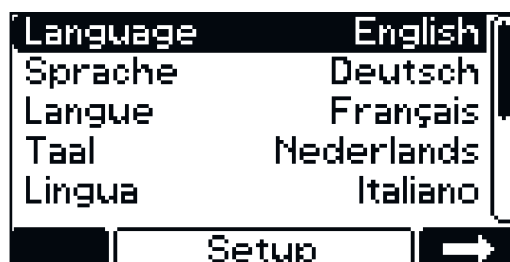 Language English
Sprache Deutsch
Langue Français
Taal Nederlands
Lingua Italiano
Setup